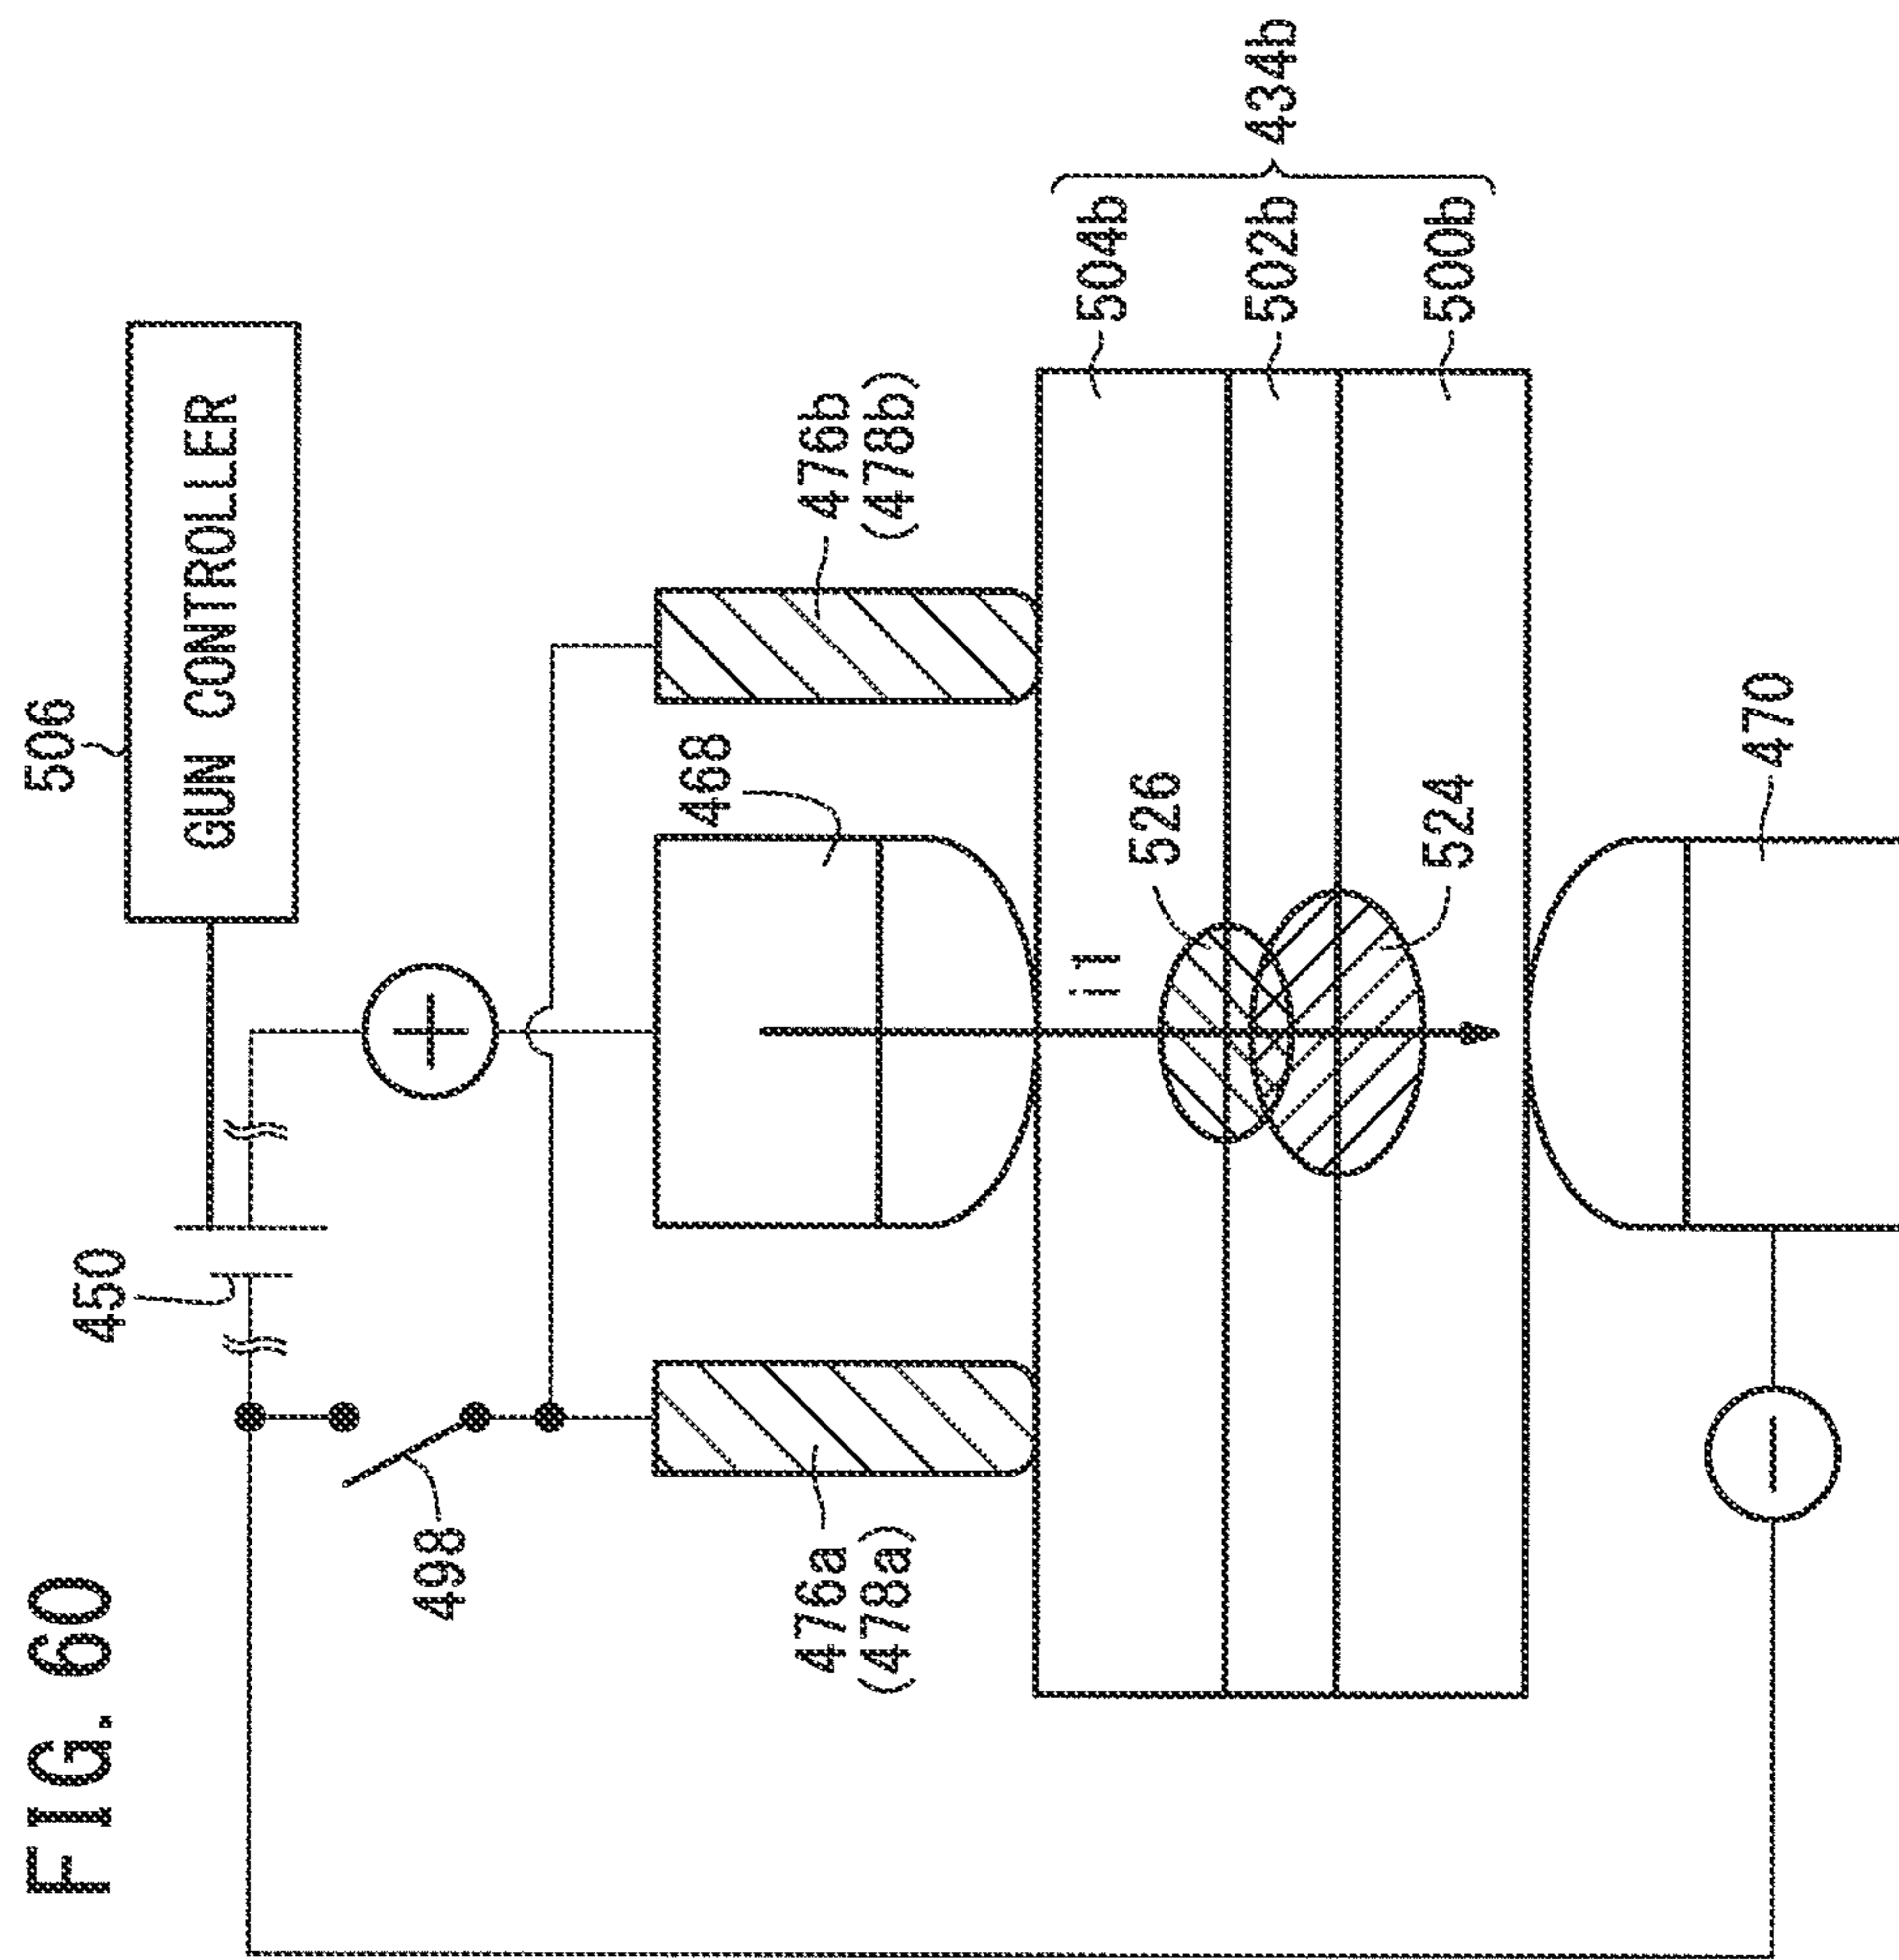 FIG. 60
506
GUN CONTROLLER
450
+
498
468
476a
(478a)
476b
(478b)
i1
526
524
504b
502b
500b
434b
470
−